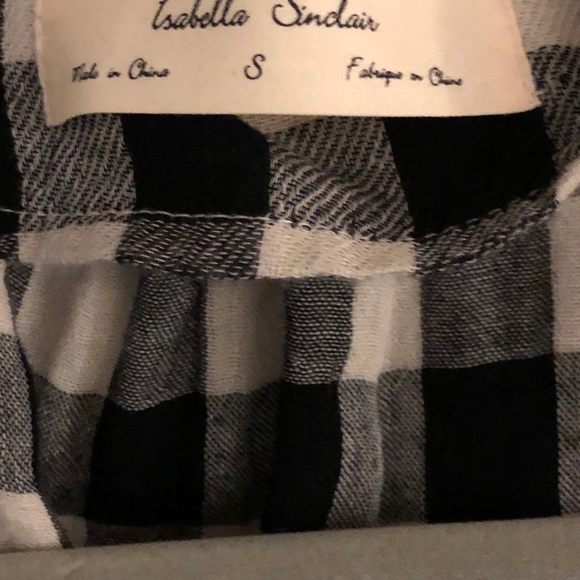 Isabella Sinclair
Made in China S Fabriqué en Chine